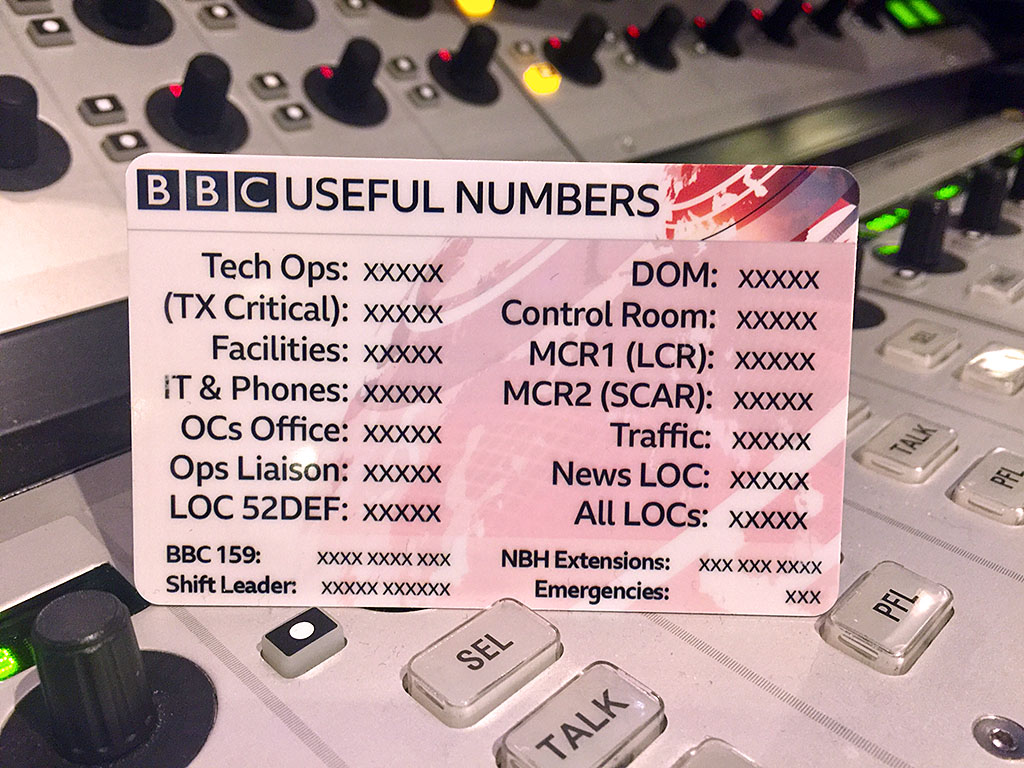 BBC USEFUL NUMBERS
Tech Ops: xxxxx
(TX Critical): xxxxx
Facilities: xxxxx
IT & Phones: xxxxx
OCs Office: xxxxx
Ops Liaison: xxxxx
LOC 52DEF: xxxxx
DOM: xxxxx
Control Room: xxxxx
MCR1 (LCR): xxxxx
MCR2 (SCAR): xxxxx
Traffic: xxxxx
News LOC: xxxxx
All LOCs: xxxxx
BBC 159: xxxx xxxx xxx
Shift Leader: xxxxx xxxxxx
NBH Extensions: xxx xxx xxxx
Emergencies: xxx
SEL
TALK
PFL
TALK
PFL
SEL